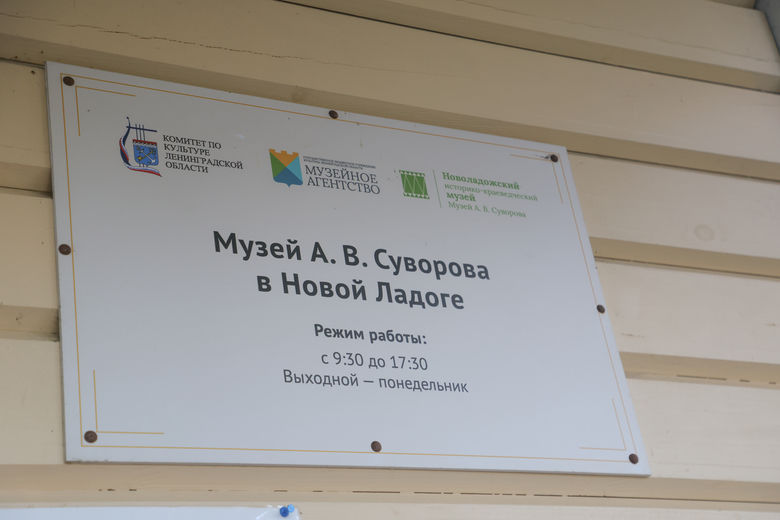 КОМИТЕТ ПО
КУЛЬТУРЕ
ЛЕНИНГРАДСКОЙ
ОБЛАСТИ
МУЗЕЙНОЕ
АГЕНТСТВО
Новоладожский
историко-краеведческий
музей
Музей А. В. Суворова
Музей А. В. Суворова
в Новой Ладоге
Режим работы:
с 9:30 до 17:30
Выходной — понедельник